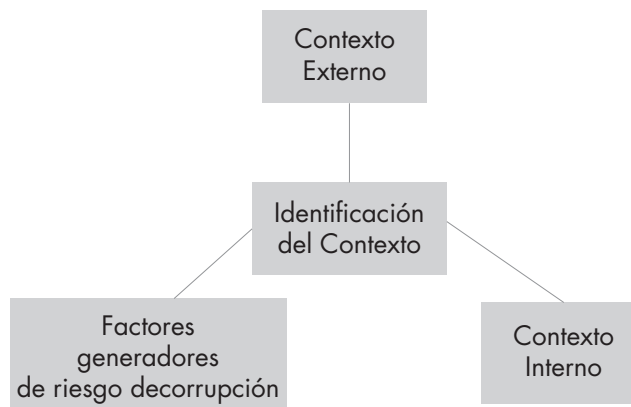 Contexto
Externo
Identificación
del Contexto
Factores
generadores
de riesgo decorrupción
Contexto
Interno